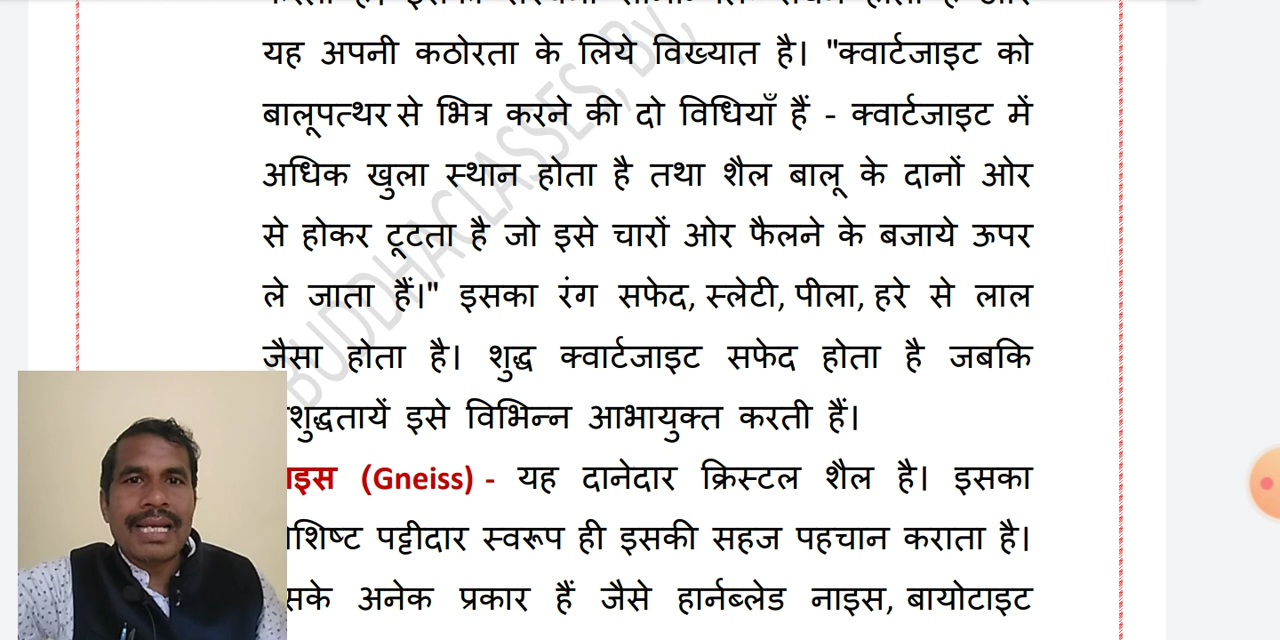 यह अपनी कठोरता के लिये विख्यात है। "क्वार्टजाइट को
बालूपत्थर से भित्र करने की दो विधियाँ हैं - क्वार्टजाइट में
अधिक खुला स्थान होता है तथा शैल बालू के दानों ओर
से होकर टूटता है जो इसे चारों ओर फैलने के बजाये ऊपर
ले जाता हैं।" इसका रंग सफेद, स्लेटी, पीला, हरे से लाल
जैसा होता है। शुद्ध क्वार्टजाइट सफेद होता है जबकि
शुद्धतायें इसे विभिन्न आभायुक्त करती हैं।
इस (Gneiss) - यह दानेदार क्रिस्टल शैल है। इसका
शिष्ट पट्टीदार स्वरूप ही इसकी सहज पहचान कराता है।
सके अनेक प्रकार हैं जैसे हार्नब्लेड नाइस, बायोटाइट
BUDDHACLASSES, By,